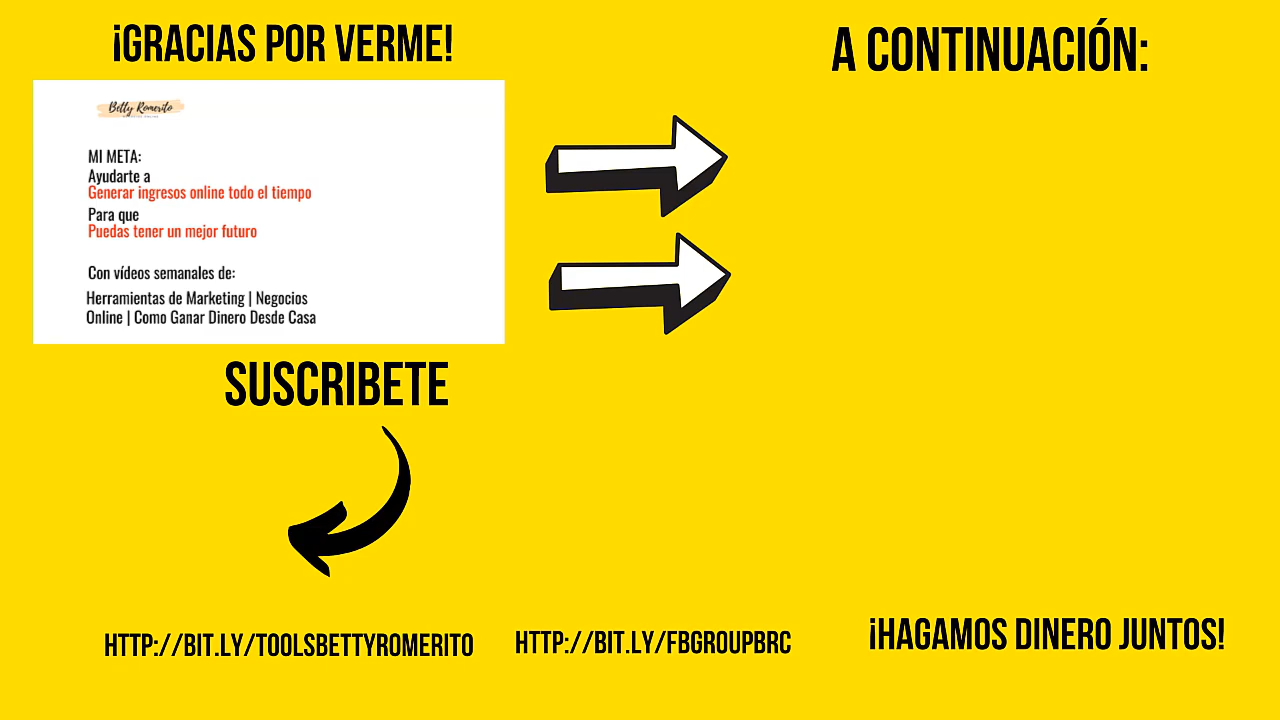 ¡GRACIAS POR VERME!
A CONTINUACIÓN:
Betty Romerito
MI META:
Ayudarte a
Generar ingresos online todo el tiempo
Para que
Puedas tener un mejor futuro
Con vídeos semanales de:
Herramientas de Marketing | Negocios
Online | Como Ganar Dinero Desde Casa
SUSCRIBETE
HTTP://BIT.LY/TOOLSBETTYROMERITO
HTTP://BIT.LY/FBGROUPBRC
¡HAGAMOS DINERO JUNTOS!